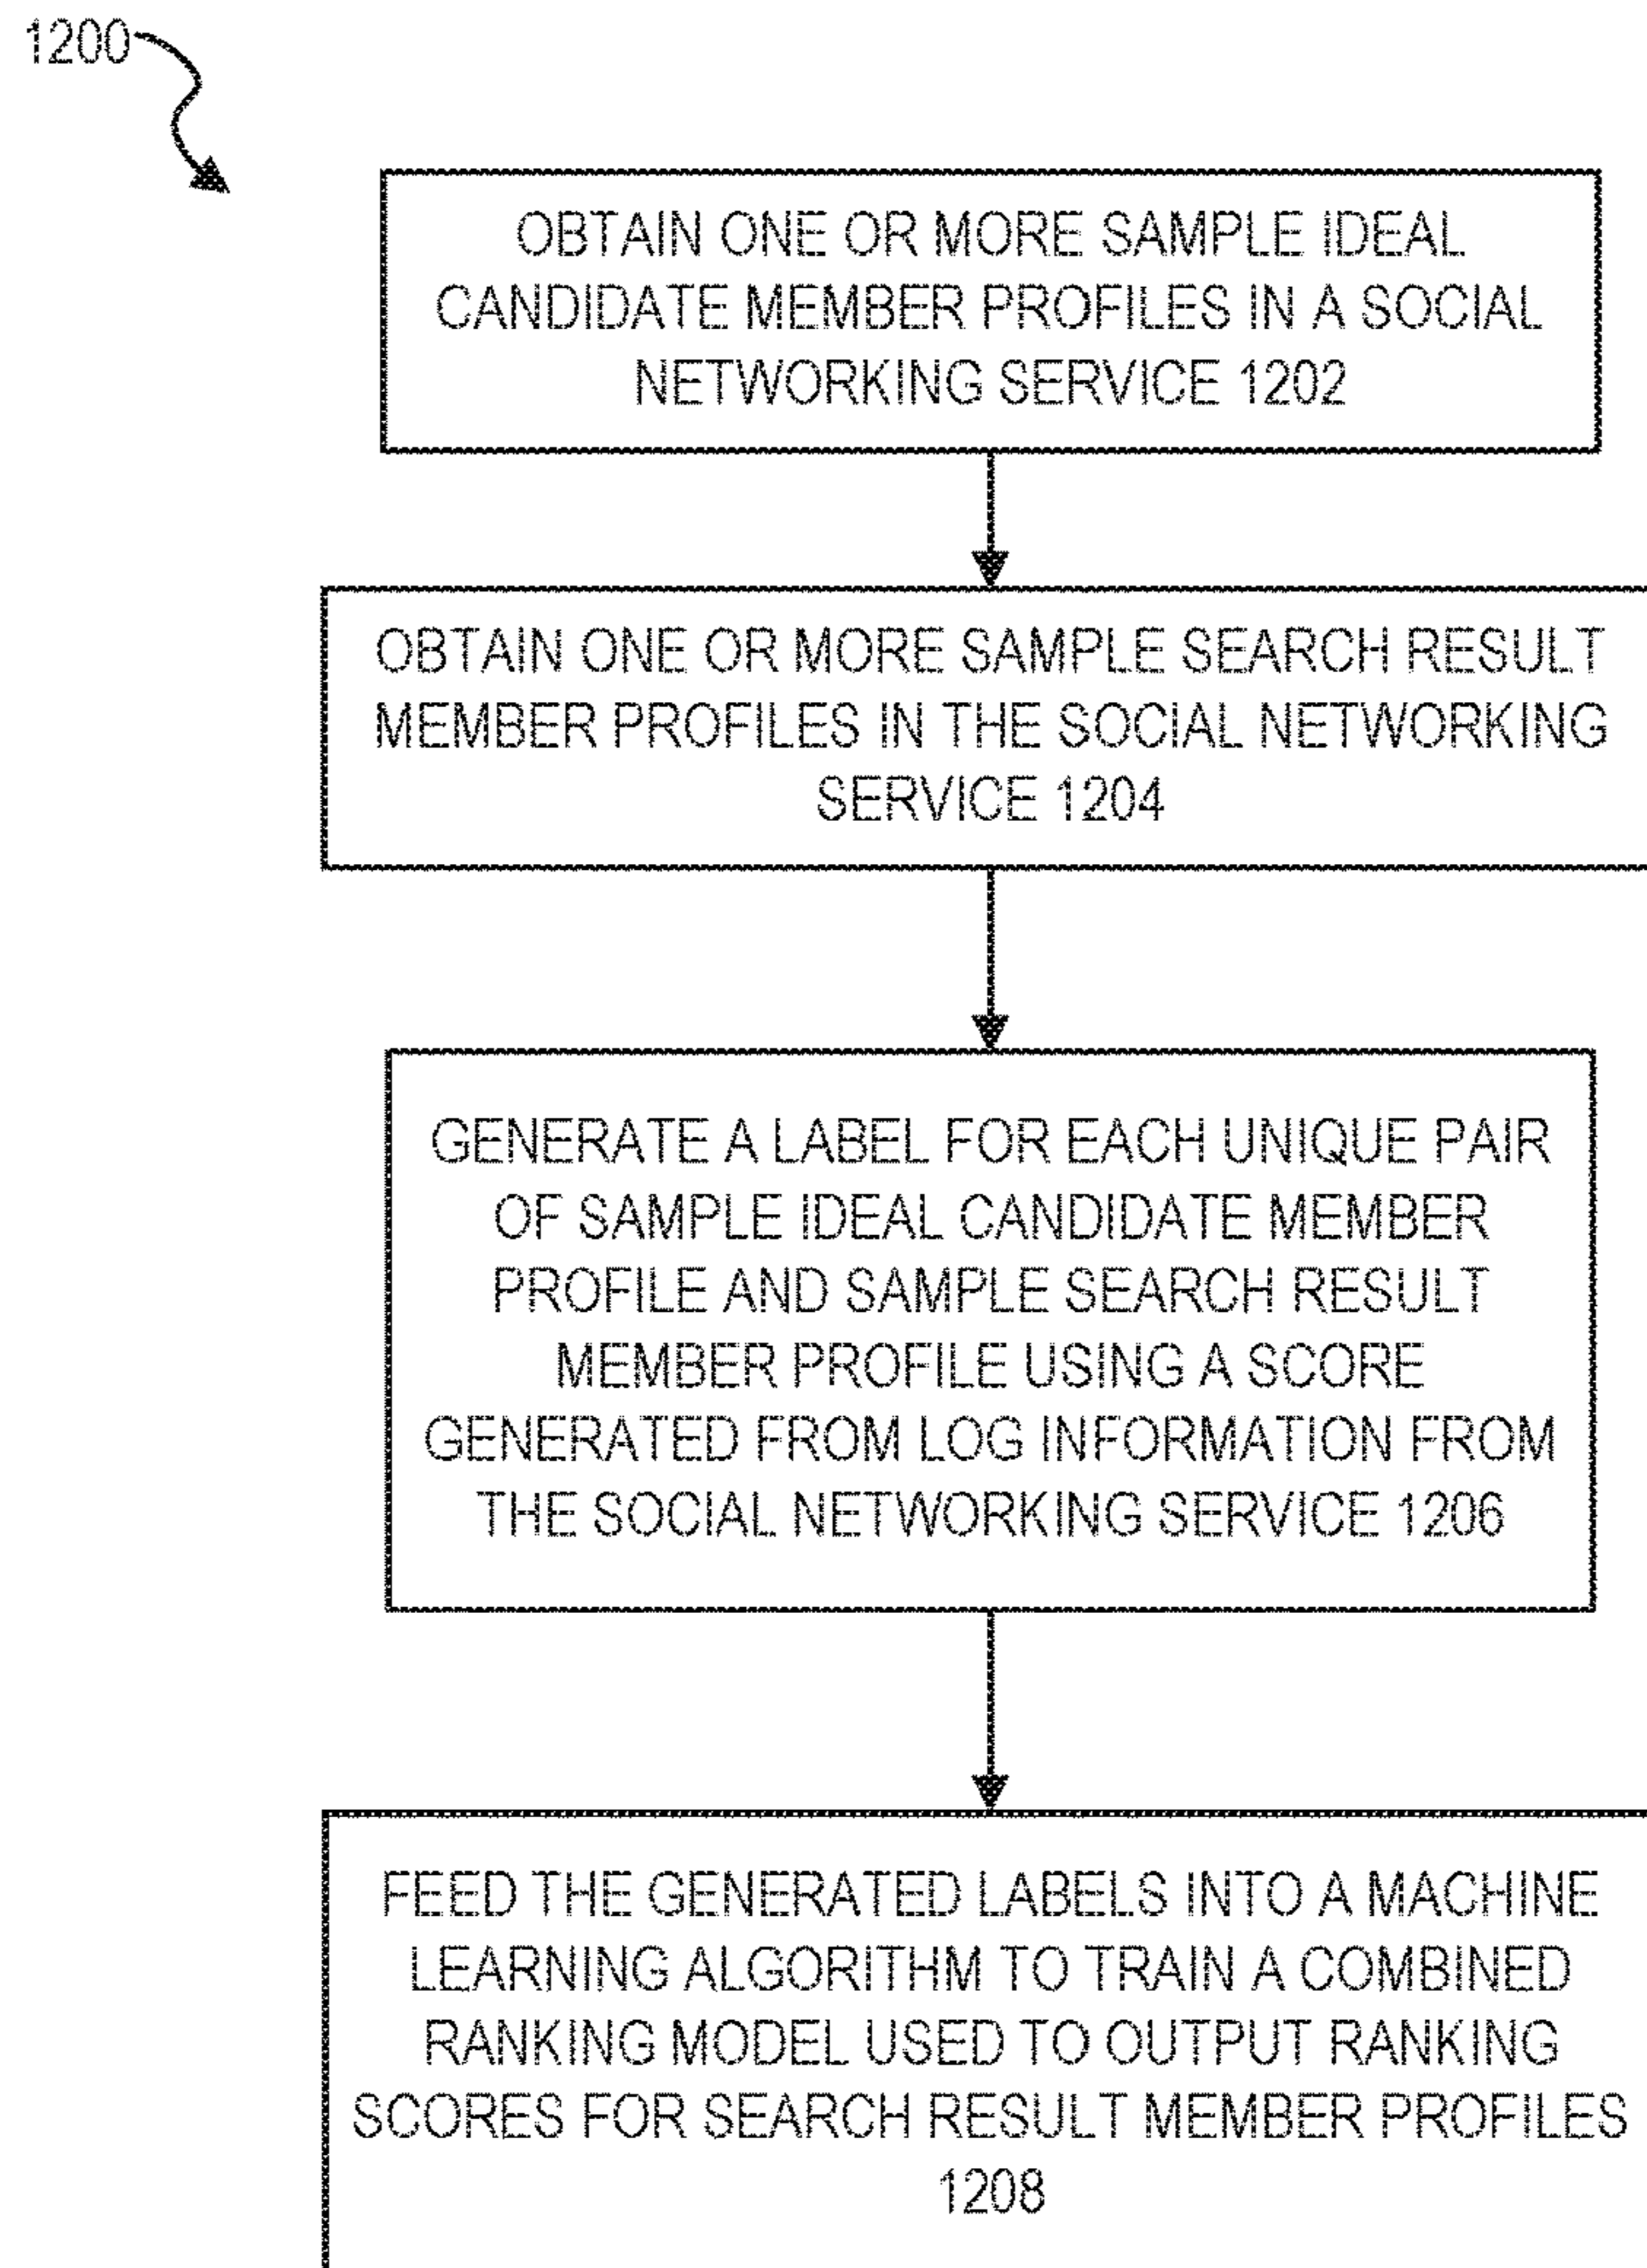 1200
OBTAIN ONE OR MORE SAMPLE IDEAL
CANDIDATE MEMBER PROFILES IN A SOCIAL
NETWORKING SERVICE 1202
OBTAIN ONE OR MORE SAMPLE SEARCH RESULT
MEMBER PROFILES IN THE SOCIAL NETWORKING
SERVICE 1204
GENERATE A LABEL FOR EACH UNIQUE PAIR
OF SAMPLE IDEAL CANDIDATE MEMBER
PROFILE AND SAMPLE SEARCH RESULT
MEMBER PROFILE USING A SCORE
GENERATED FROM LOG INFORMATION FROM
THE SOCIAL NETWORKING SERVICE 1206
FEED THE GENERATED LABELS INTO A MACHINE
LEARNING ALGORITHM TO TRAIN A COMBINED
RANKING MODEL USED TO OUTPUT RANKING
SCORES FOR SEARCH RESULT MEMBER PROFILES
1208